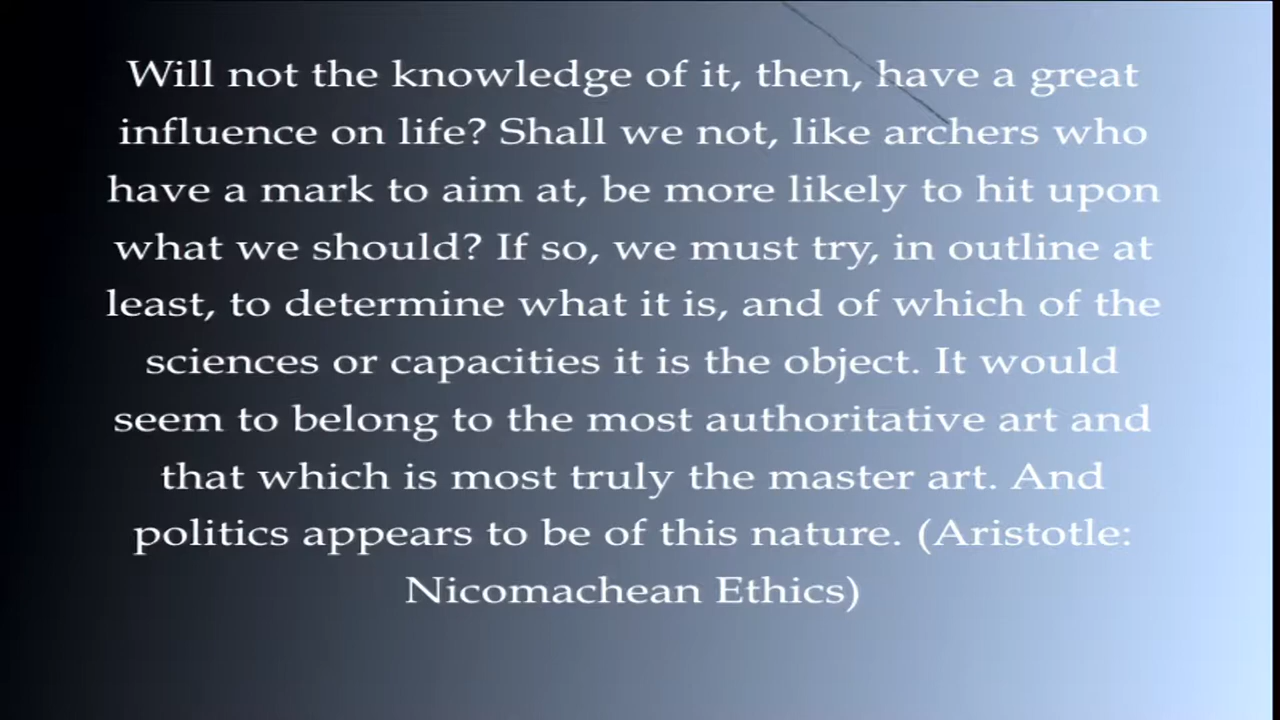 Will not the knowledge of it, then, have a great
influence on life? Shall we not, like archers who
have a mark to aim at, be more likely to hit upon
what we should? If so, we must try, in outline at
least, to determine what it is, and of which of the
sciences or capacities it is the object. It would
seem to belong to the most authoritative art and
that which is most truly the master art. And
politics appears to be of this nature. (Aristotle:
Nicomachean Ethics)